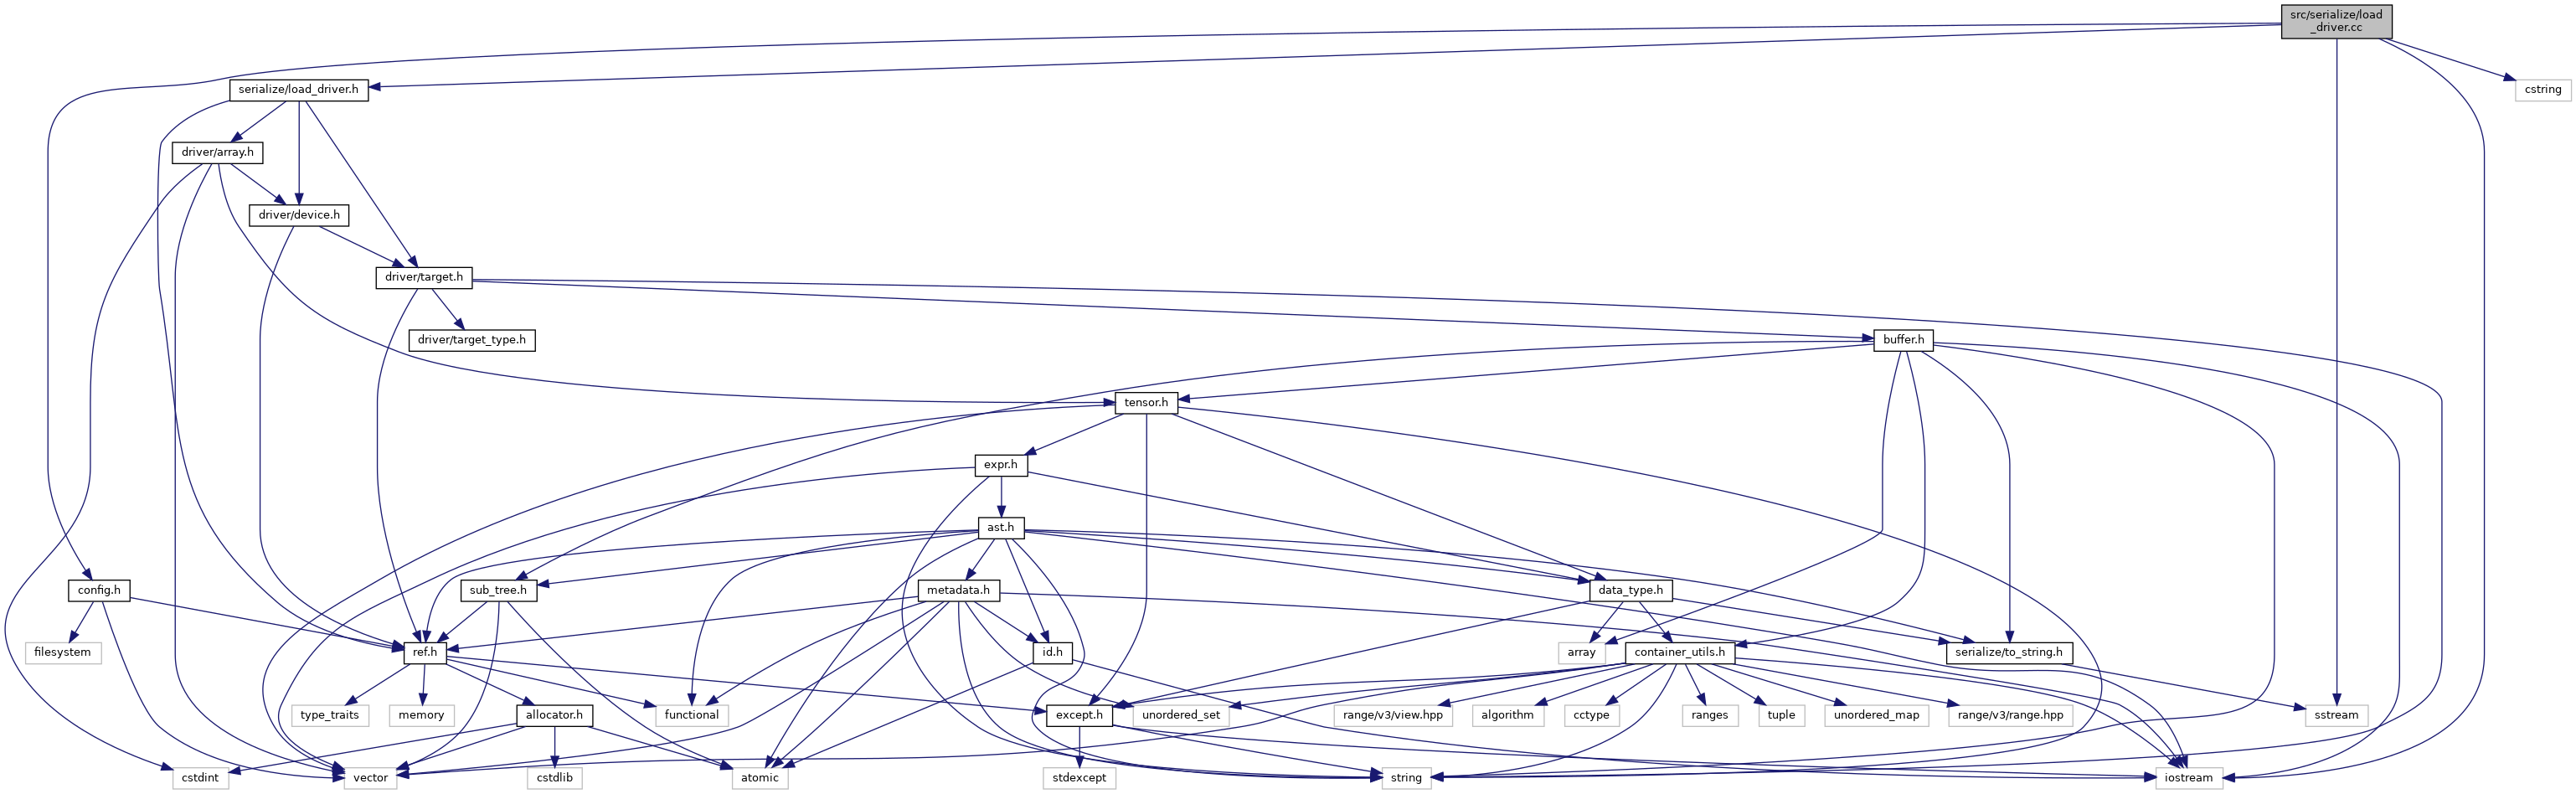 src/serialize/load
_driver.cc
serialize/load_driver.h
cstring
driver/array.h
driver/device.h
driver/target.h
driver/target_type.h
buffer.h
tensor.h
expr.h
ast.h
config.h
sub_tree.h
metadata.h
data_type.h
filesystem
ref.h
id.h
array
container_utils.h
serialize/to_string.h
type_traits
memory
allocator.h
functional
except.h
unordered_set
range/v3/view.hpp
algorithm
cctype
ranges
tuple
unordered_map
range/v3/range.hpp
sstream
cstdint
vector
cstdlib
atomic
stdexcept
string
iostream